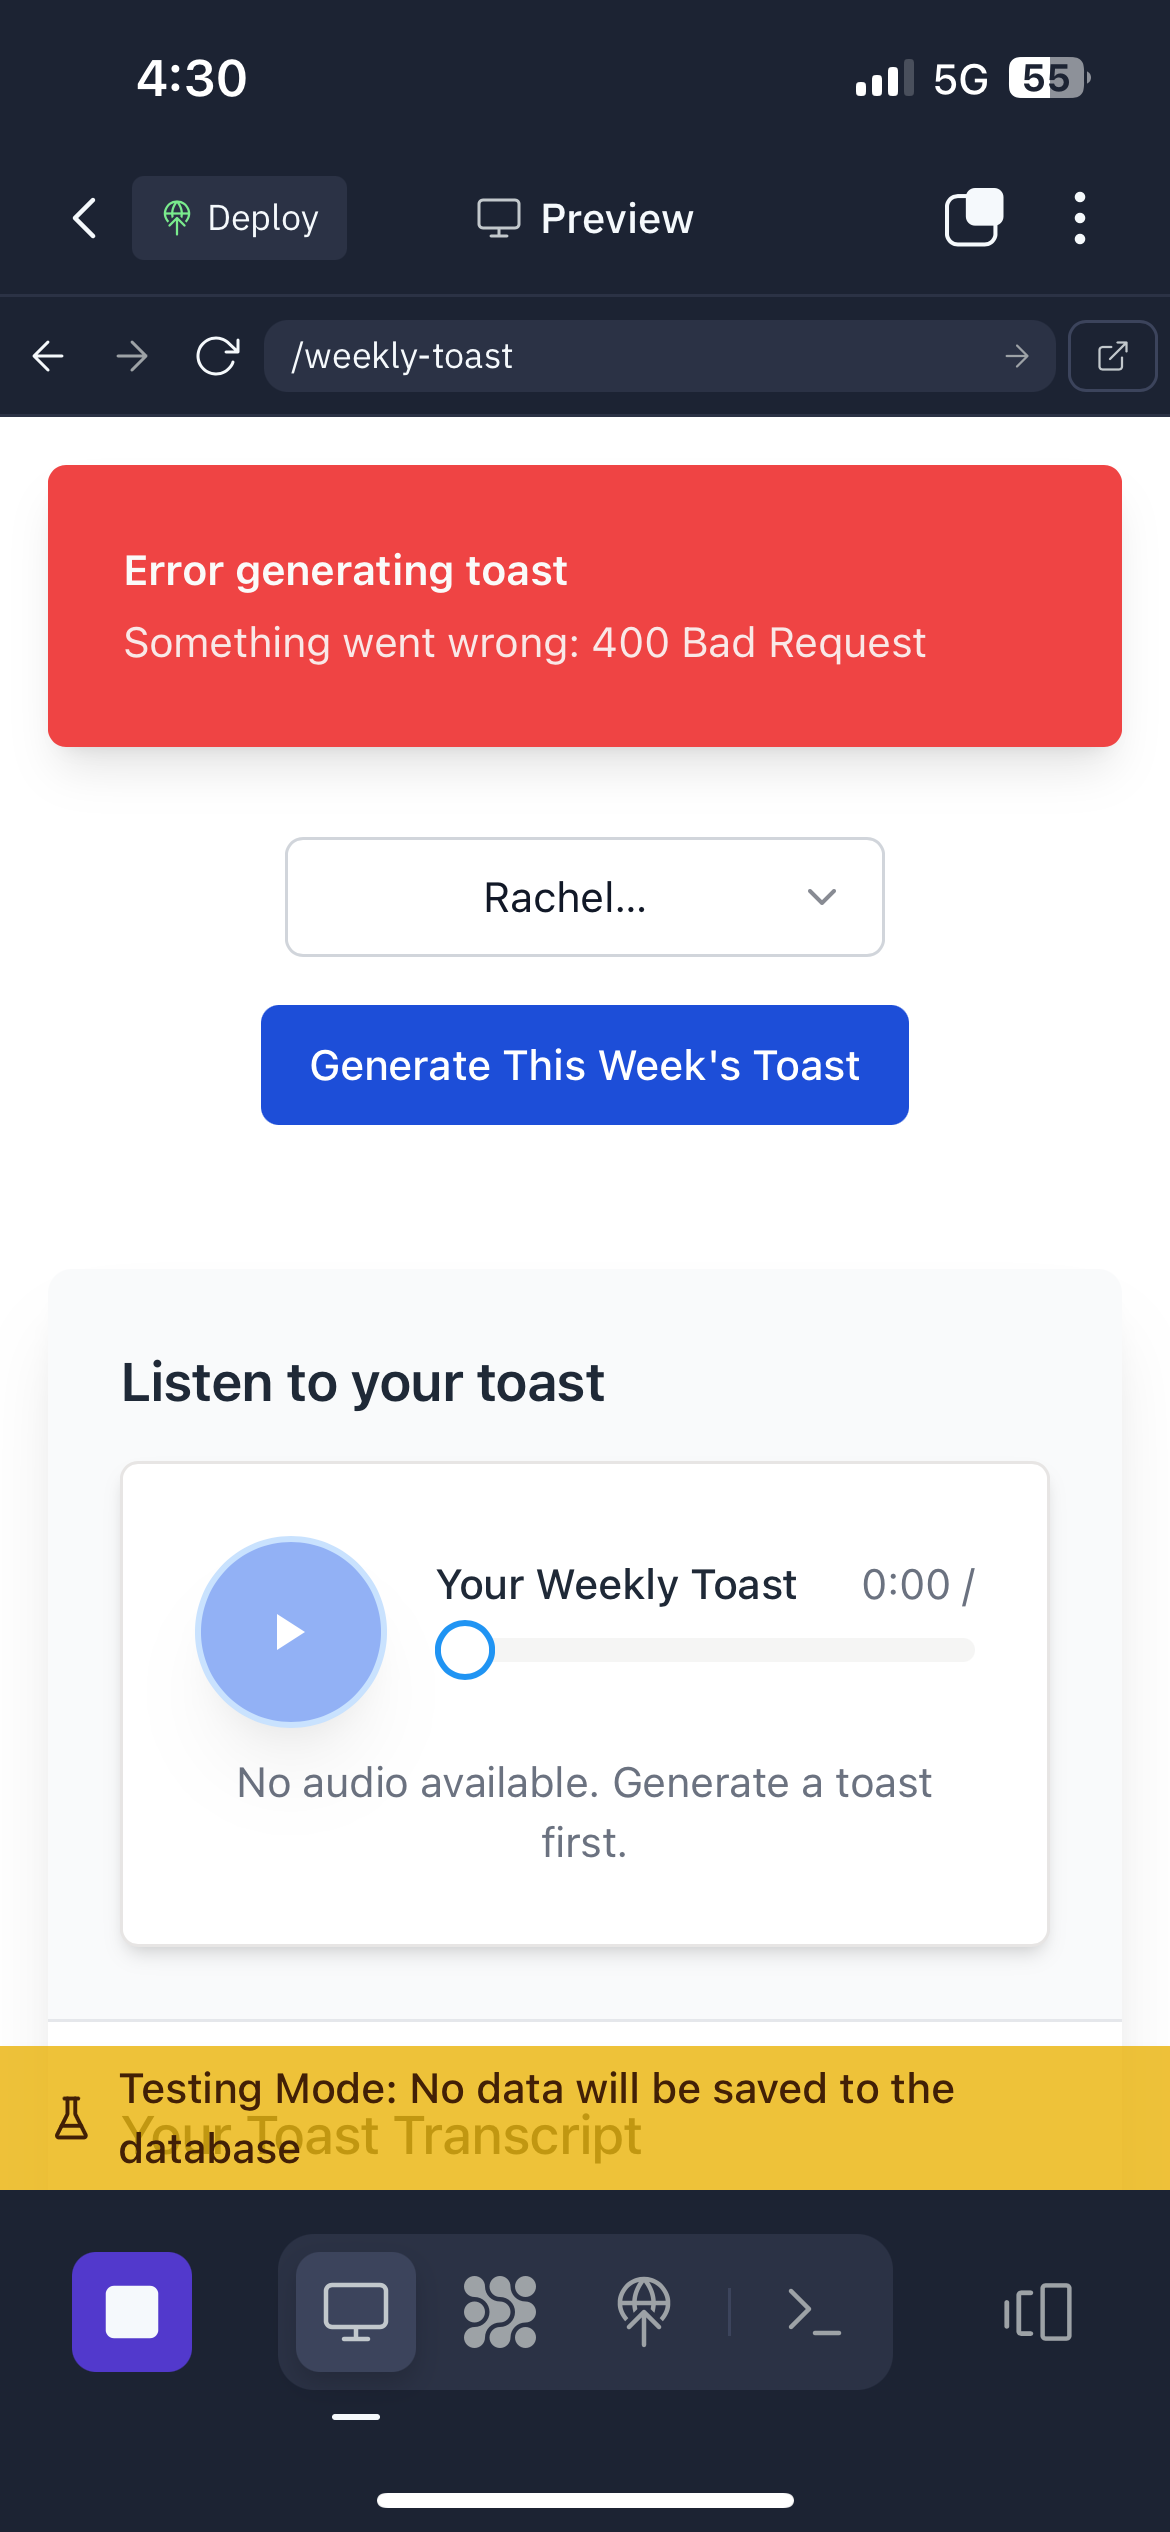 4:30
5G
55
Deploy
Preview
/weekly-toast
Error generating toast
Something went wrong: 400 Bad Request
Rachel...
Generate This Week's Toast
Listen to your toast
Your Weekly Toast
0:00 /
No audio available. Generate a toast
first.
Testing Mode: No data will be saved to the
database
Your Toast Transcript